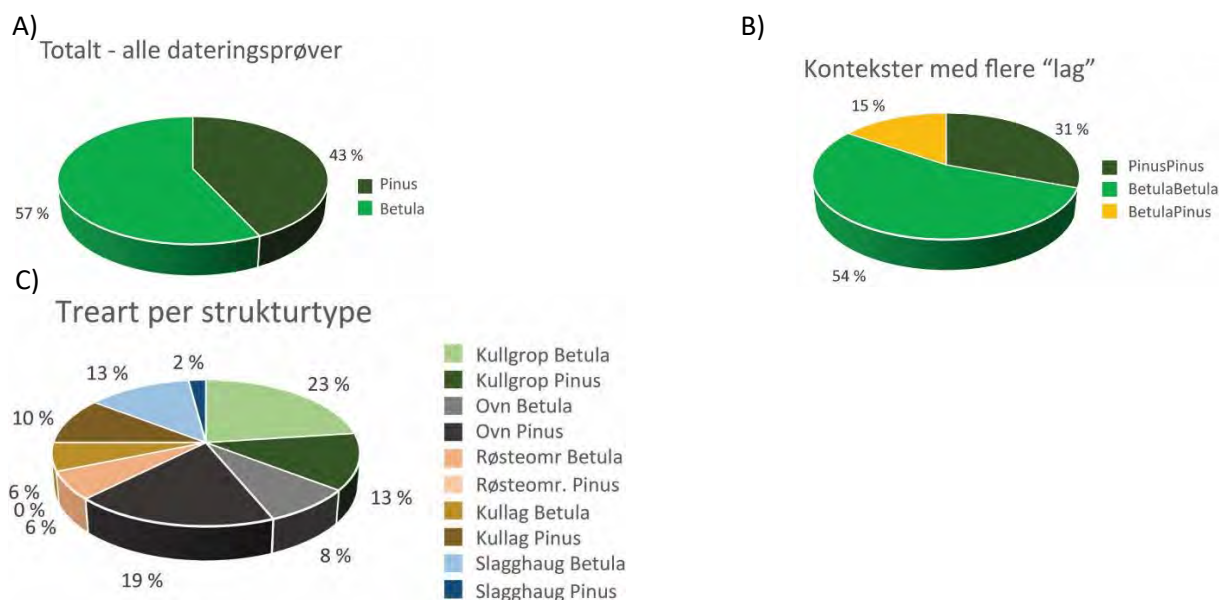 A)
Totalt - alle dateringsprøver
43 %
57 %
Pinus
Betula
B)
Kontekster med flere “lag”
15 %
31 %
54 %
PinusPinus
BetulaBetula
BetulaPinus
C)
Treart per strukturtype
2 %
13 %
23 %
10 %
6 %
0 %
6 %
13 %
8 %
19 %
Kullgrop Betula
Kullgrop Pinus
Ovn Betula
Ovn Pinus
Røsteomr Betula
Røsteomr. Pinus
Kullag Betula
Kullag Pinus
Slagghaug Betula
Slagghaug Pinus